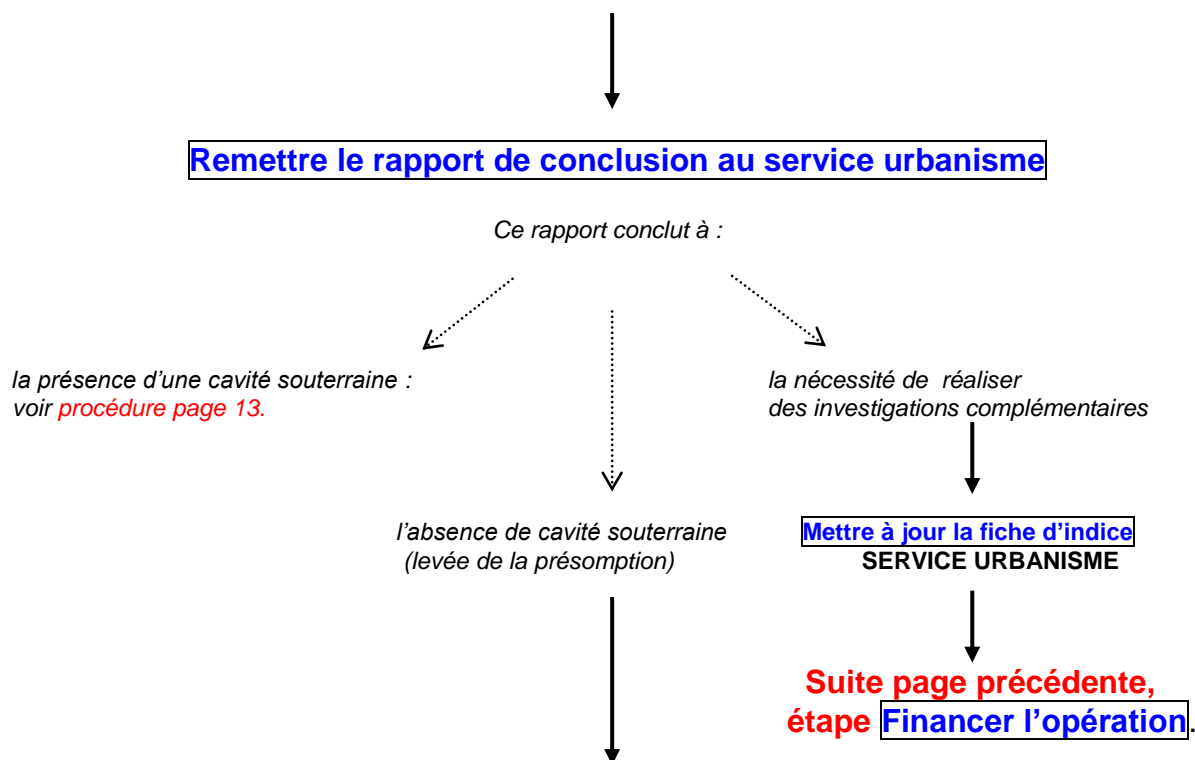 Remettre le rapport de conclusion au service urbanisme
Ce rapport conclut à :
la présence d’une cavité souterraine :
voir procédure page 13.
la nécessité de réaliser
des investigations complémentaires
l’absence de cavité souterraine
(levée de la présomption)
Mettre à jour la fiche d’indice
SERVICE URBANISME
Suite page précédente,
étape Financer l’opération.